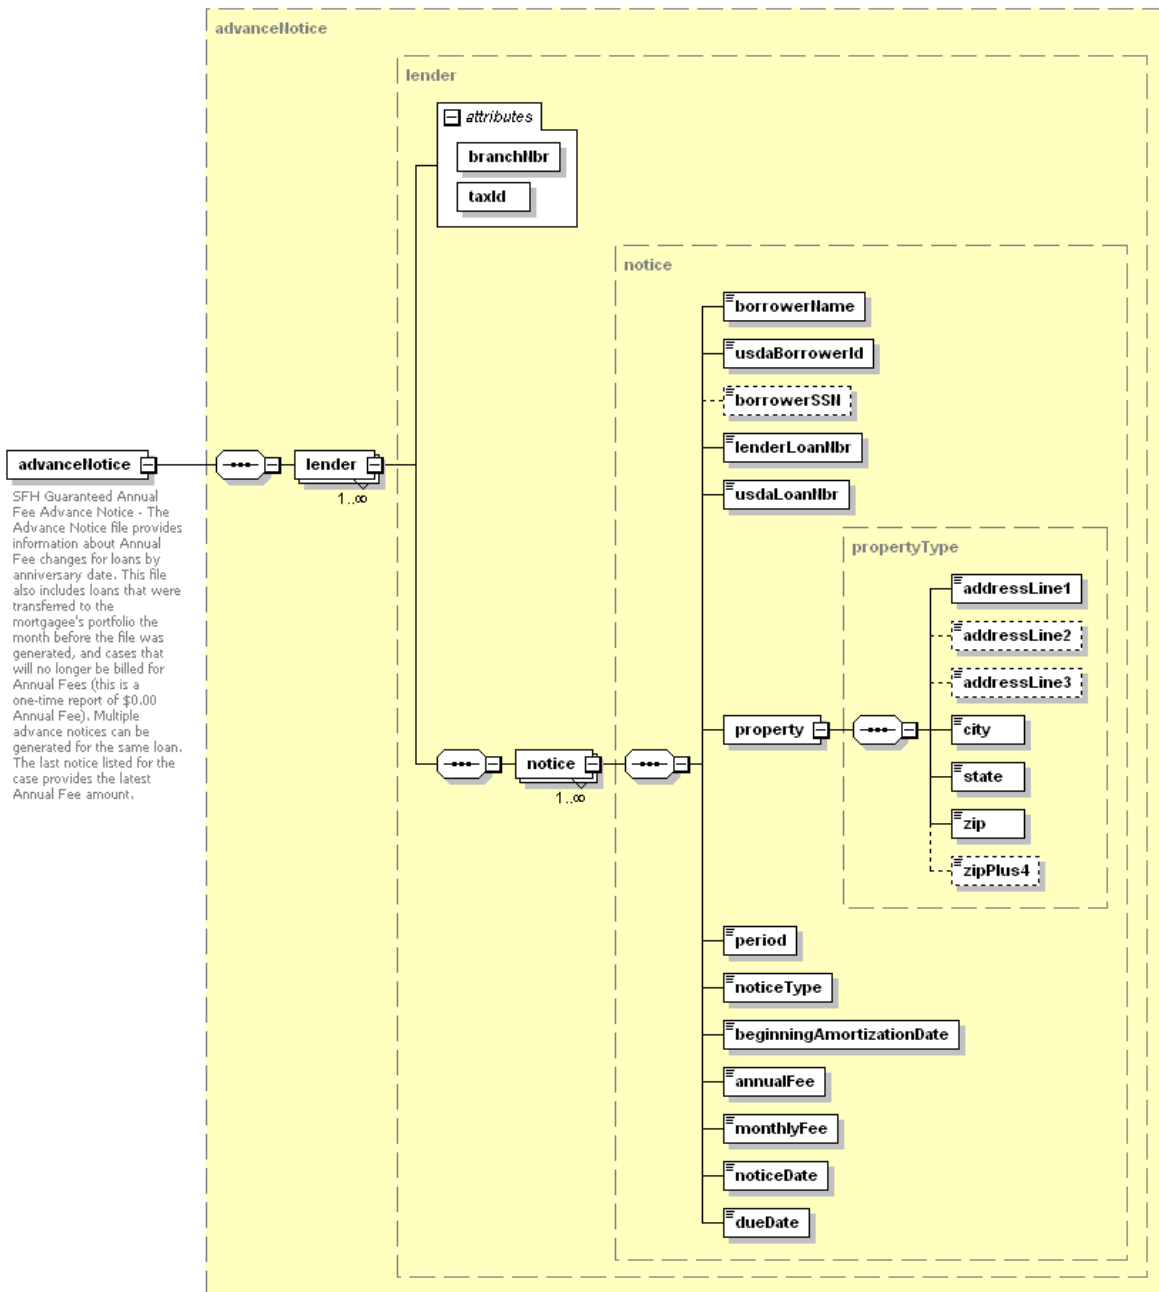 advanceNotice
lender
attributes
branchNbr
taxId
notice
borrowerName
usdaBorrowerId
borrowerSSN
lenderLoanNbr
usdaLoanNbr
advanceNotice
lender
1..∞
SFH Guaranteed Annual
Fee Advance Notice - The
Advance Notice file provides
information about Annual
Fee changes for loans by
anniversary date. This file
also includes loans that were
transferred to the
mortgagee's portfolio the
month before the file was
generated, and cases that
will no longer be billed for
Annual Fees (this is a
one-time report of $0.00
Annual Fee). Multiple
advance notices can be
generated for the same loan.
The last notice listed for the
case provides the latest
Annual Fee amount.
propertyType
addressLine1
addressLine2
addressLine3
property
city
state
zip
zipPlus4
notice
1..∞
period
noticeType
beginningAmortizationDate
annualFee
monthlyFee
noticeDate
dueDate